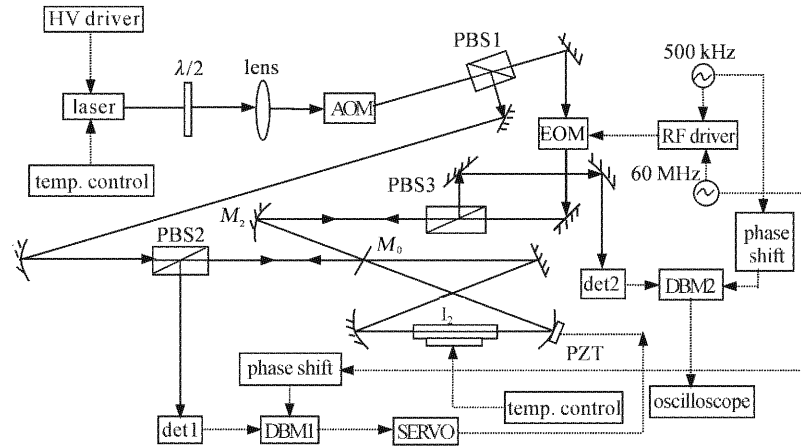 HV driver
laser
temp. control
λ/2
lens
AOM
PBS1
EOM
500 kHz
RF driver
60 MHz
PBS3
M₂
M₀
PBS2
phase shift
det2
DBM2
I₂
PZT
phase shift
det1
DBM1
SERVO
temp. control
oscilloscope